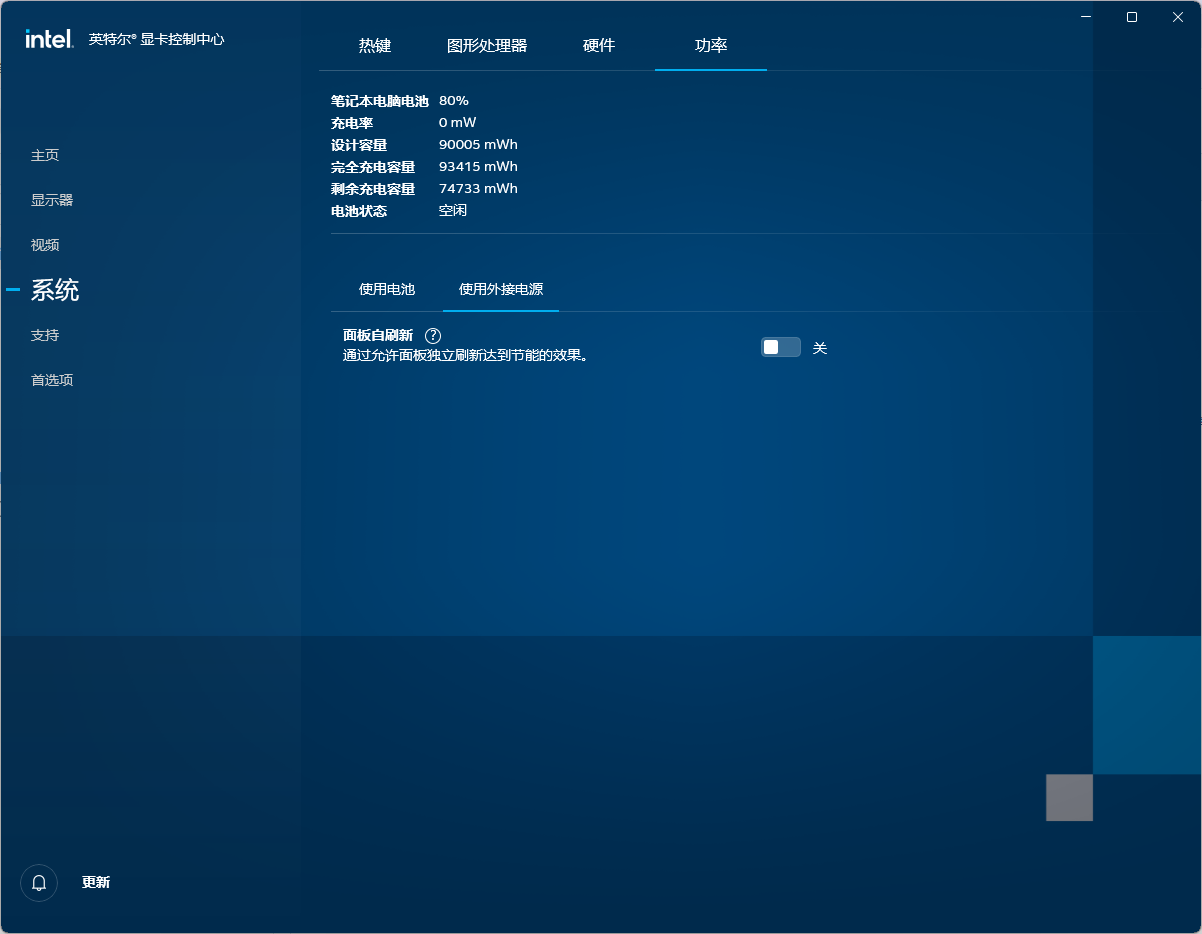 intel. 英特尔® 显卡控制中心
热键 图形处理器 硬件 功率
主页
显示器
视频
系统
支持
首选项
笔记本电脑电池 80%
充电率 0 mW
设计容量 90005 mWh
完全充电容量 93415 mWh
剩余充电容量 74733 mWh
电池状态 空闲
使用电池 使用外接电源
面板自刷新 ?
通过允许面板独立刷新达到节能的效果。
关
更新